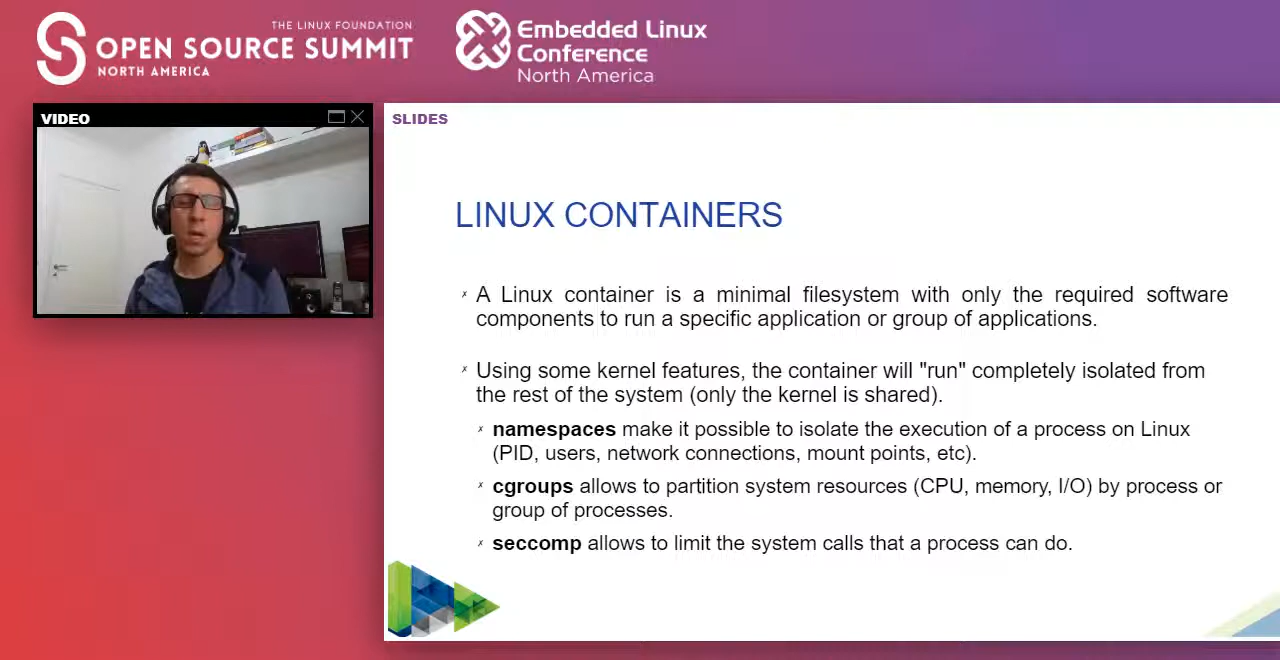 THE LINUX FOUNDATION
OPEN SOURCE SUMMIT
NORTH AMERICA
Embedded Linux
Conference
North America
VIDEO
SLIDES
LINUX CONTAINERS
A Linux container is a minimal filesystem with only the required software
components to run a specific application or group of applications.
Using some kernel features, the container will "run" completely isolated from
the rest of the system (only the kernel is shared).
namespaces make it possible to isolate the execution of a process on Linux
(PID, users, network connections, mount points, etc).
cgroups allows to partition system resources (CPU, memory, I/O) by process or
group of processes.
seccomp allows to limit the system calls that a process can do.